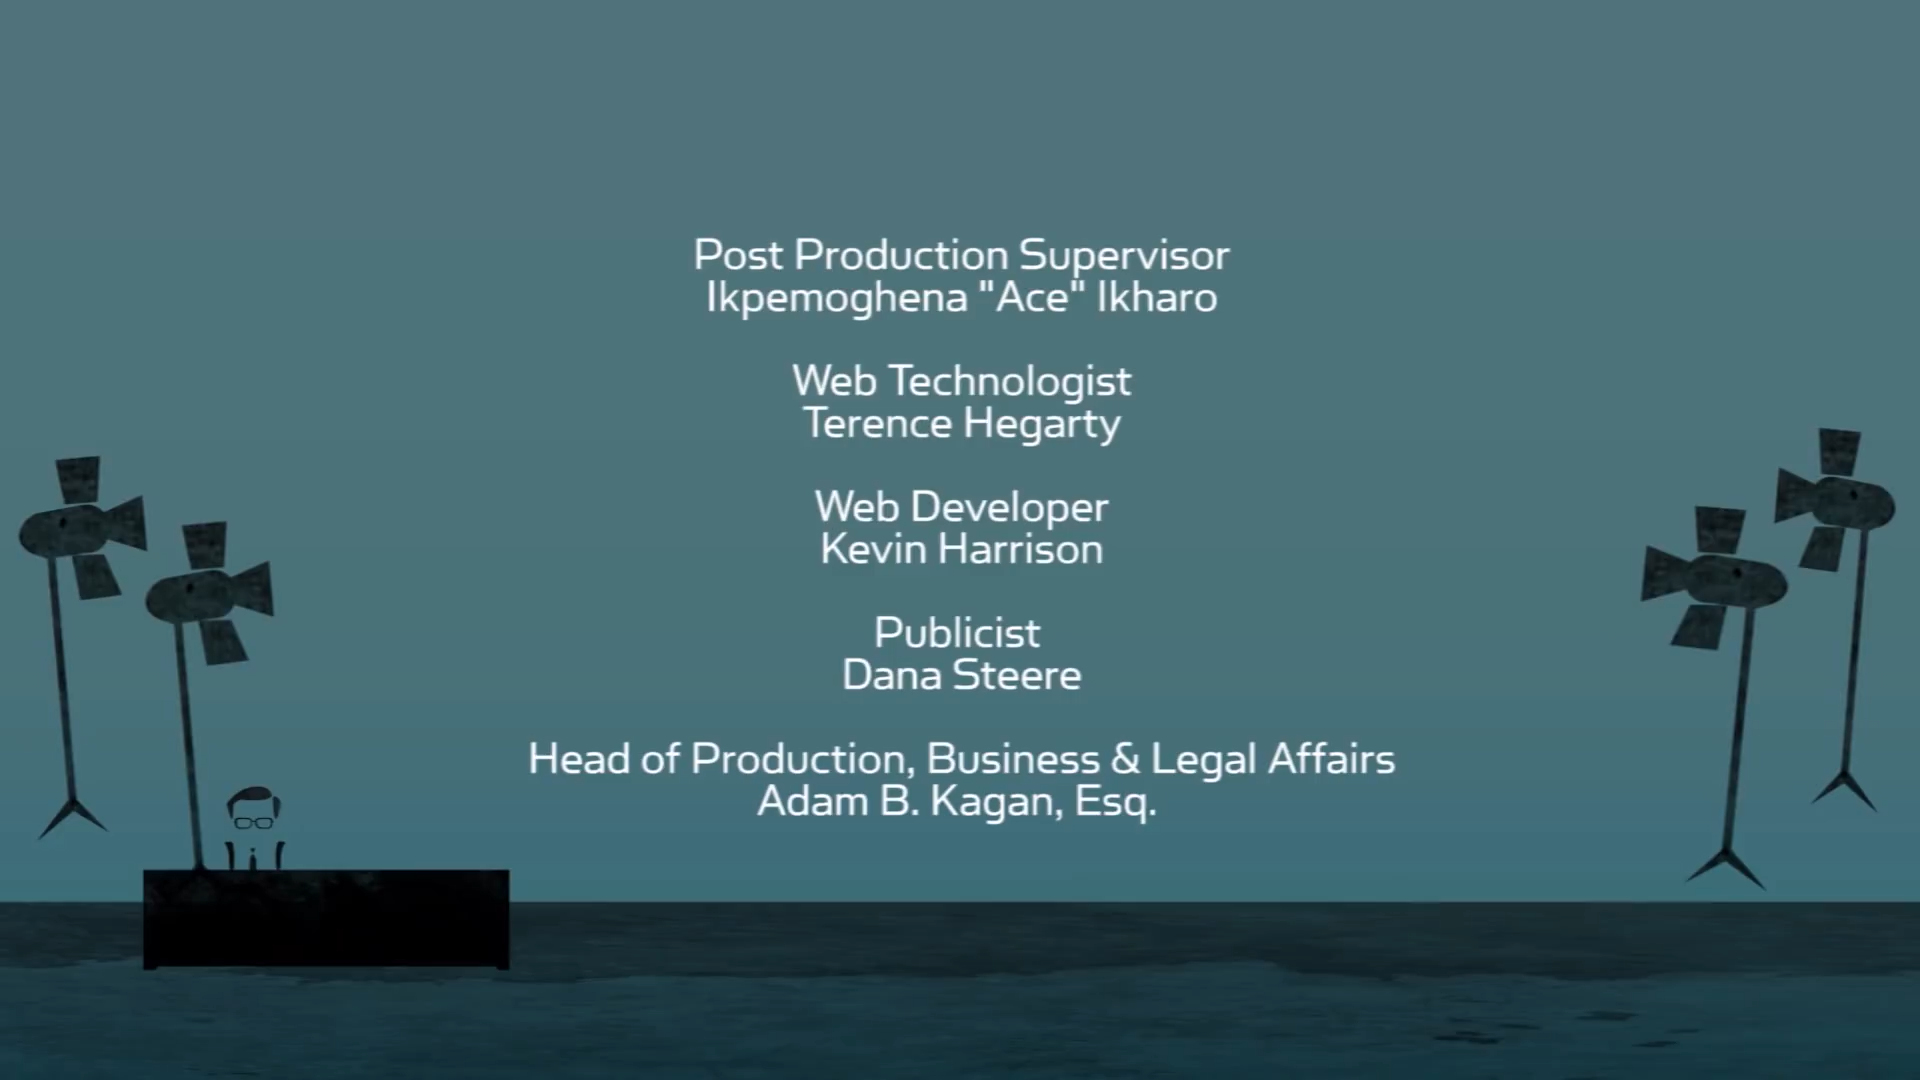 Post Production Supervisor
Ikpemoghena "Ace" Ikharo
Web Technologist
Terence Hegarty
Web Developer
Kevin Harrison
Publicist
Dana Steere
Head of Production, Business & Legal Affairs
Adam B. Kagan, Esq.